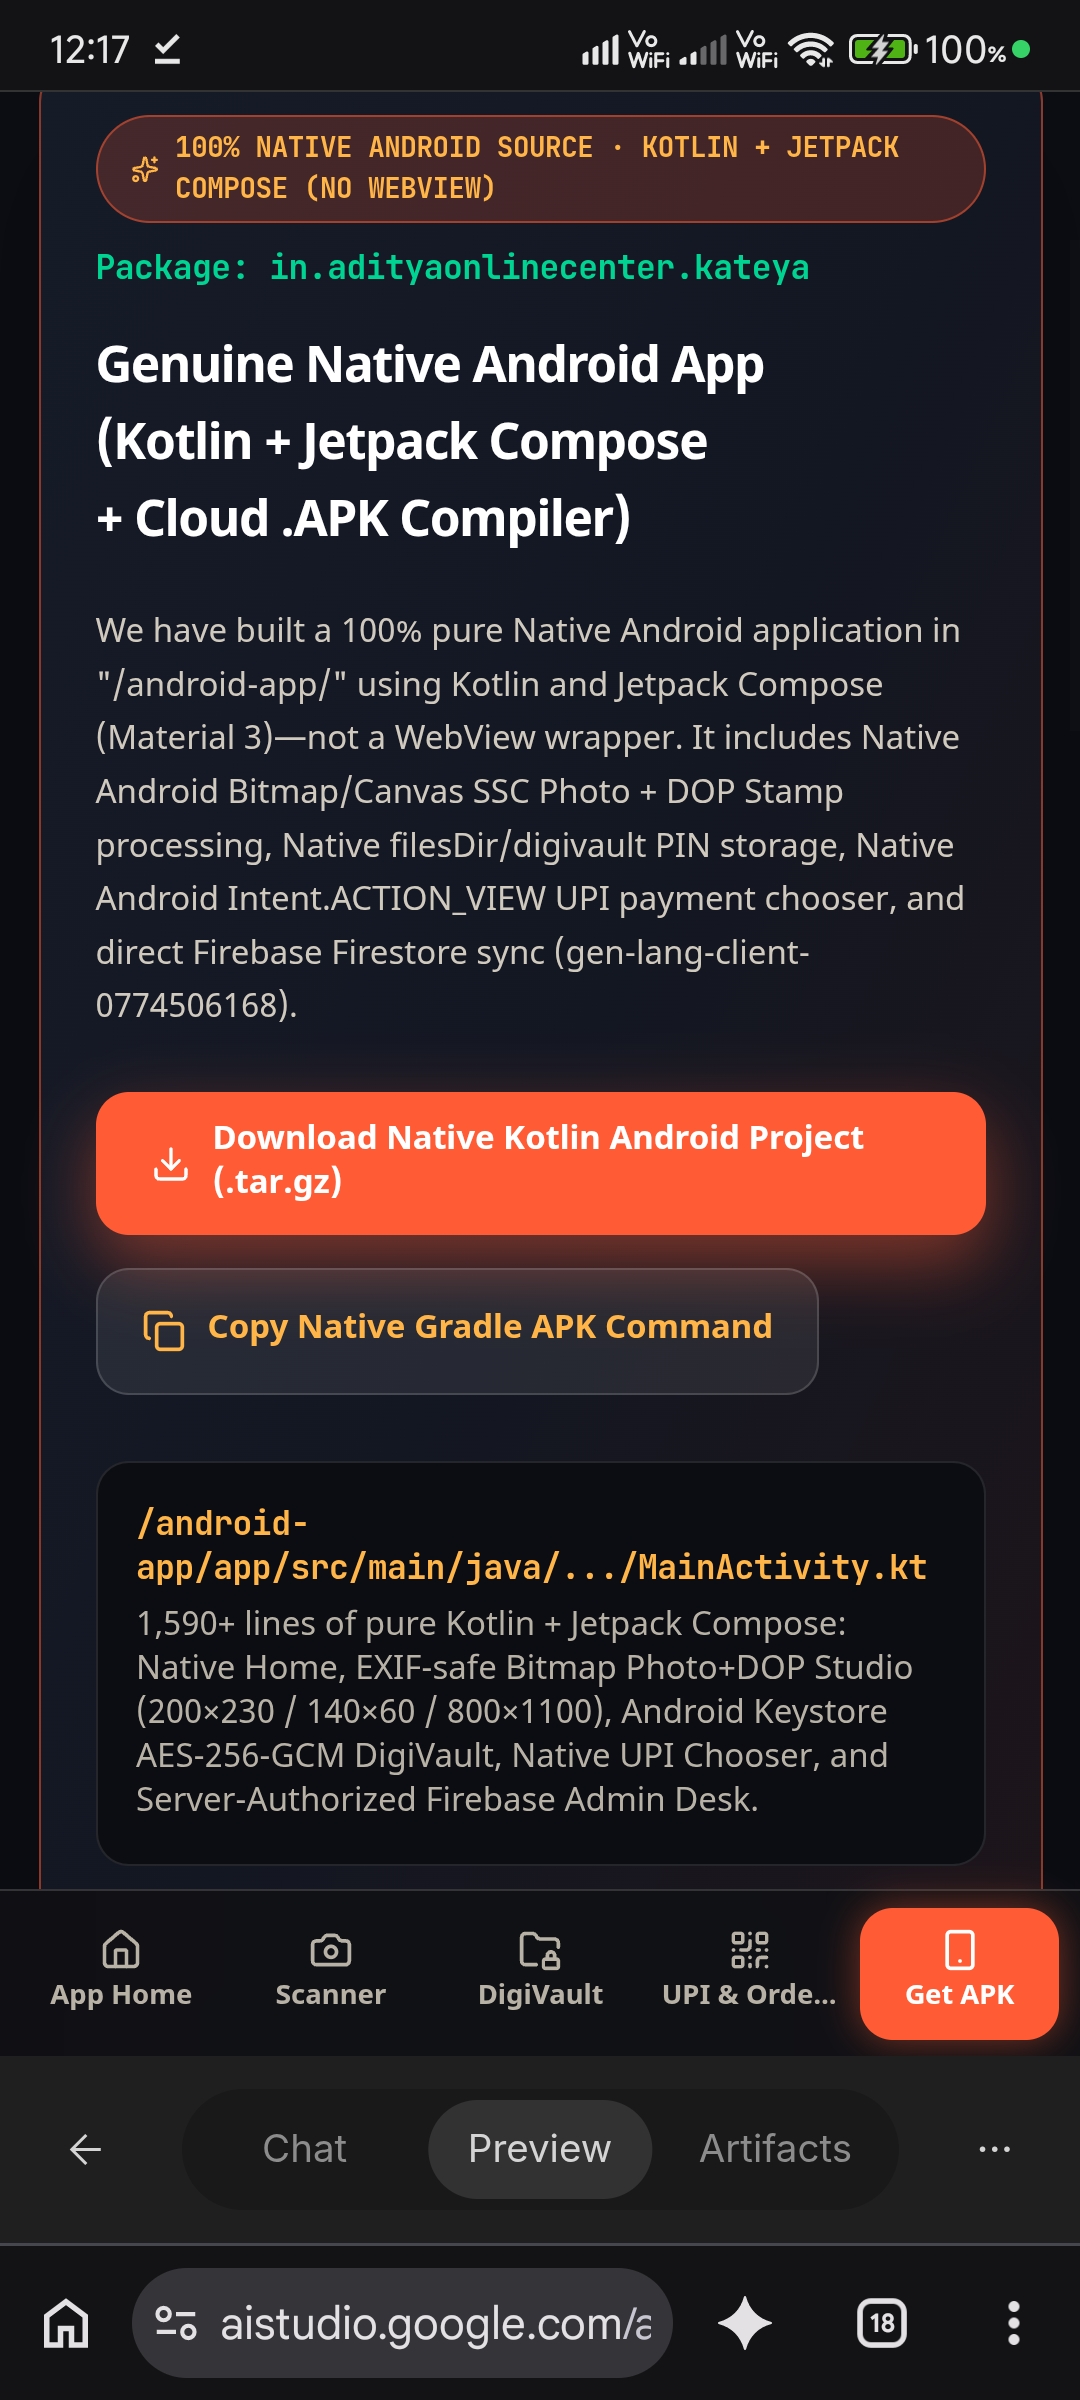 12:17
Vo WiFi
Vo WiFi
100%
100% NATIVE ANDROID SOURCE · KOTLIN + JETPACK
COMPOSE (NO WEBVIEW)
Package: in.adityaonlinecenter.kateya
Genuine Native Android App
(Kotlin + Jetpack Compose
+ Cloud .APK Compiler)
We have built a 100% pure Native Android application in
"/android-app/" using Kotlin and Jetpack Compose
(Material 3)—not a WebView wrapper. It includes Native
Android Bitmap/Canvas SSC Photo + DOP Stamp
processing, Native filesDir/digivault PIN storage, Native
Android Intent.ACTION_VIEW UPI payment chooser, and
direct Firebase Firestore sync (gen-lang-client-
0774506168).
Download Native Kotlin Android Project
(.tar.gz)
Copy Native Gradle APK Command
/android-
app/app/src/main/java/.../MainActivity.kt
1,590+ lines of pure Kotlin + Jetpack Compose:
Native Home, EXIF-safe Bitmap Photo+DOP Studio
(200×230 / 140×60 / 800×1100), Android Keystore
AES-256-GCM DigiVault, Native UPI Chooser, and
Server-Authorized Firebase Admin Desk.
App Home
Scanner
DigiVault
UPI & Orde...
Get APK
Chat
Preview
Artifacts
aistudio.google.com/a
18